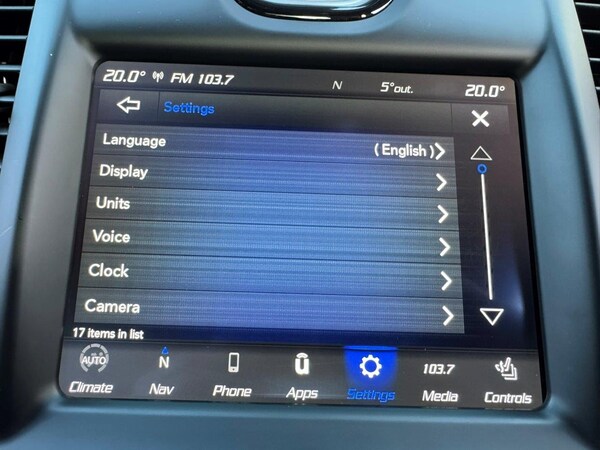 20.0° FM 103.7 N 5°out. 20.0°
Settings
Language (English)
Display
Units
Voice
Clock
Camera
17 items in list
AUTO N ū 103.7
Climate Nav Phone Apps Settings Media Controls